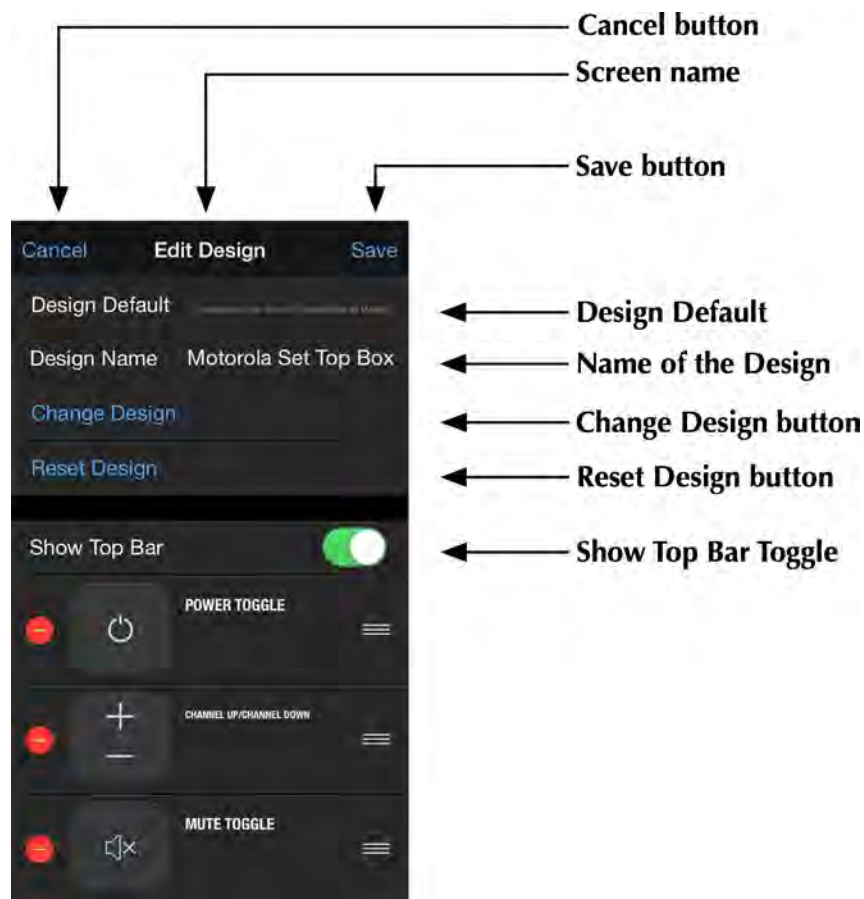 Cancel button
Screen name
Save button
Cancel Edit Design Save
Design Default
Design Default
Design Name Motorola Set Top Box
Name of the Design
Change Design
Change Design button
Reset Design
Reset Design button
Show Top Bar
Show Top Bar Toggle
POWER TOGGLE
CHANNEL UP/CHANNEL DOWN
MUTE TOGGLE